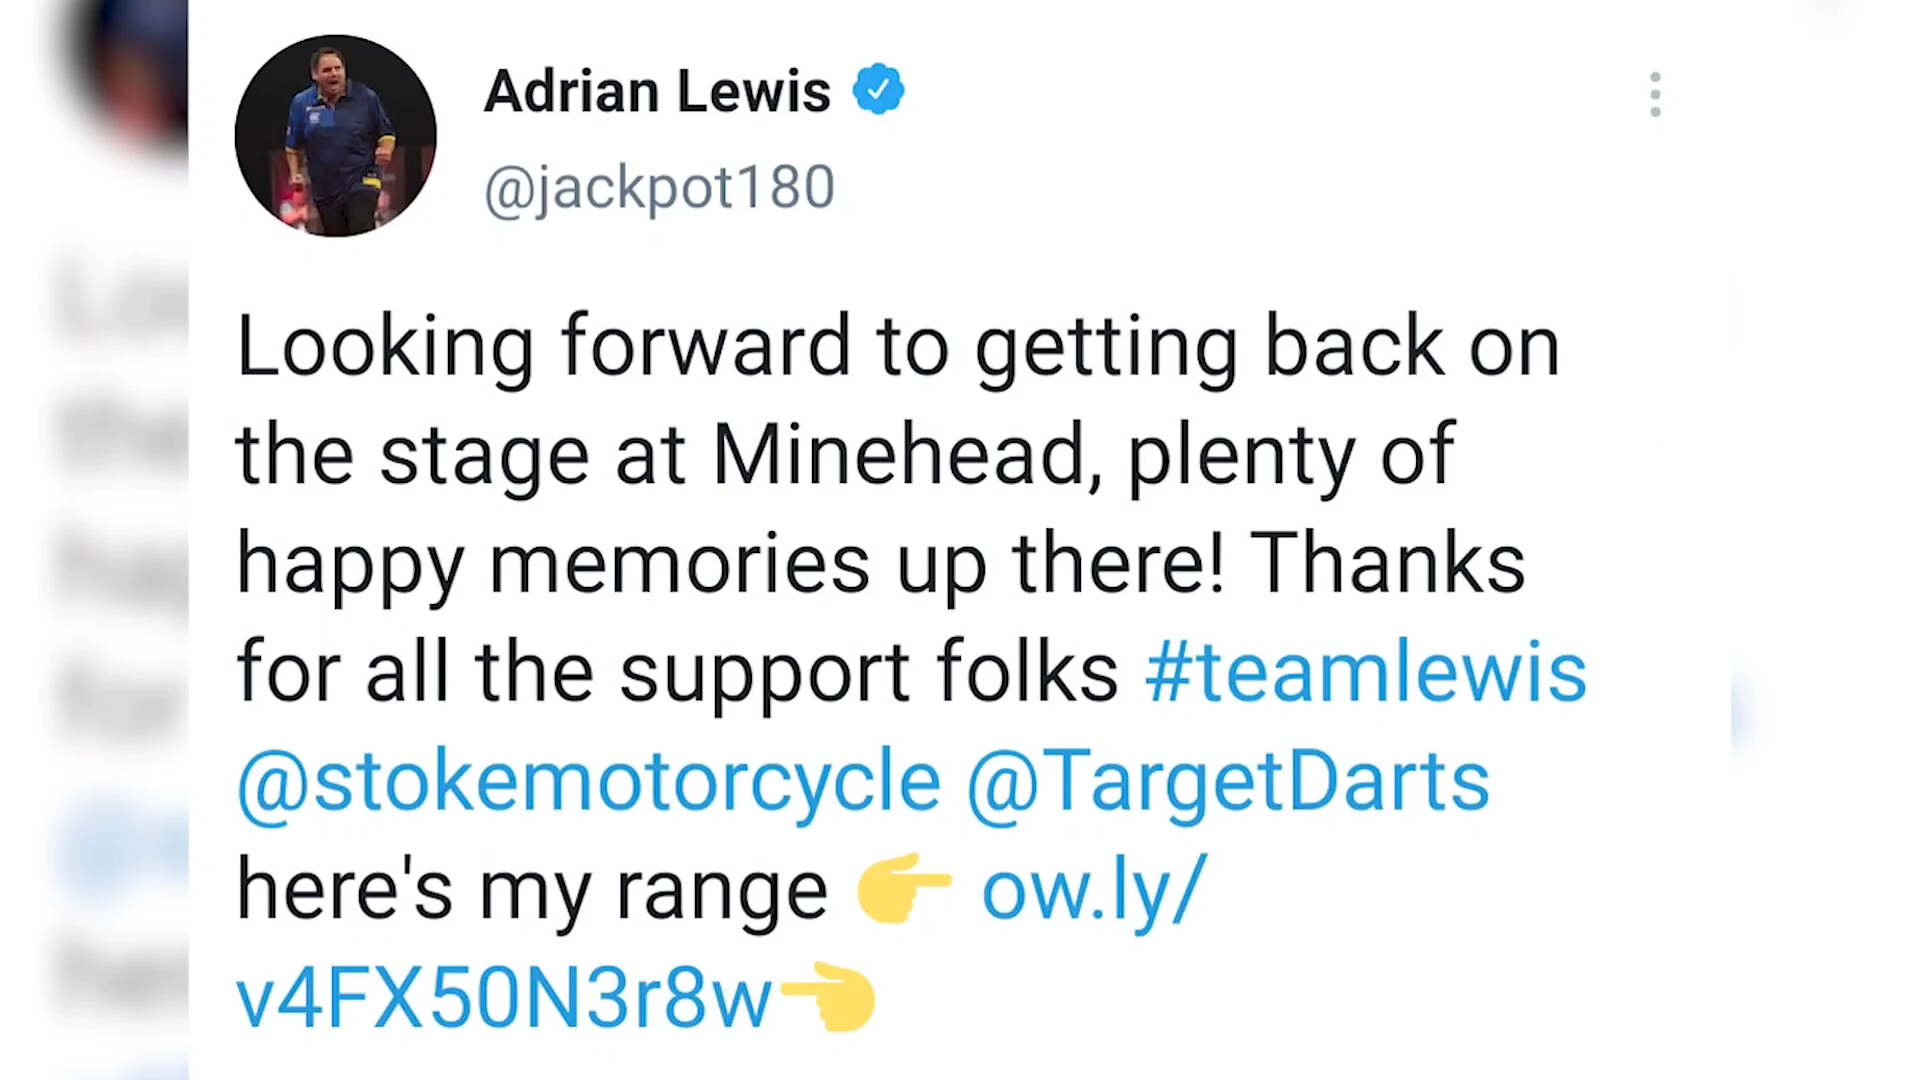 Adrian Lewis
@jackpot180
Looking forward to getting back on
the stage at Minehead, plenty of
happy memories up there! Thanks
for all the support folks #teamlewis
@stokemotorcycle @TargetDarts
here's my range 👉 ow.ly/
v4FX50N3r8w👈